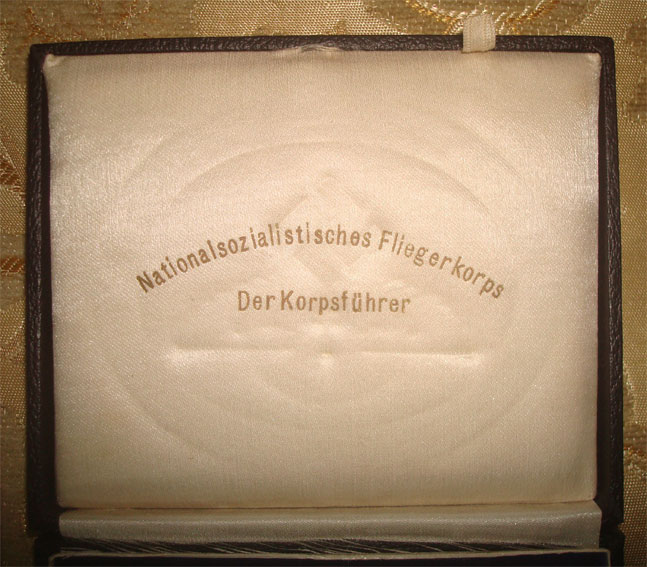 Nationalsozialistisches Fliegerkorps
Der Korpsführer